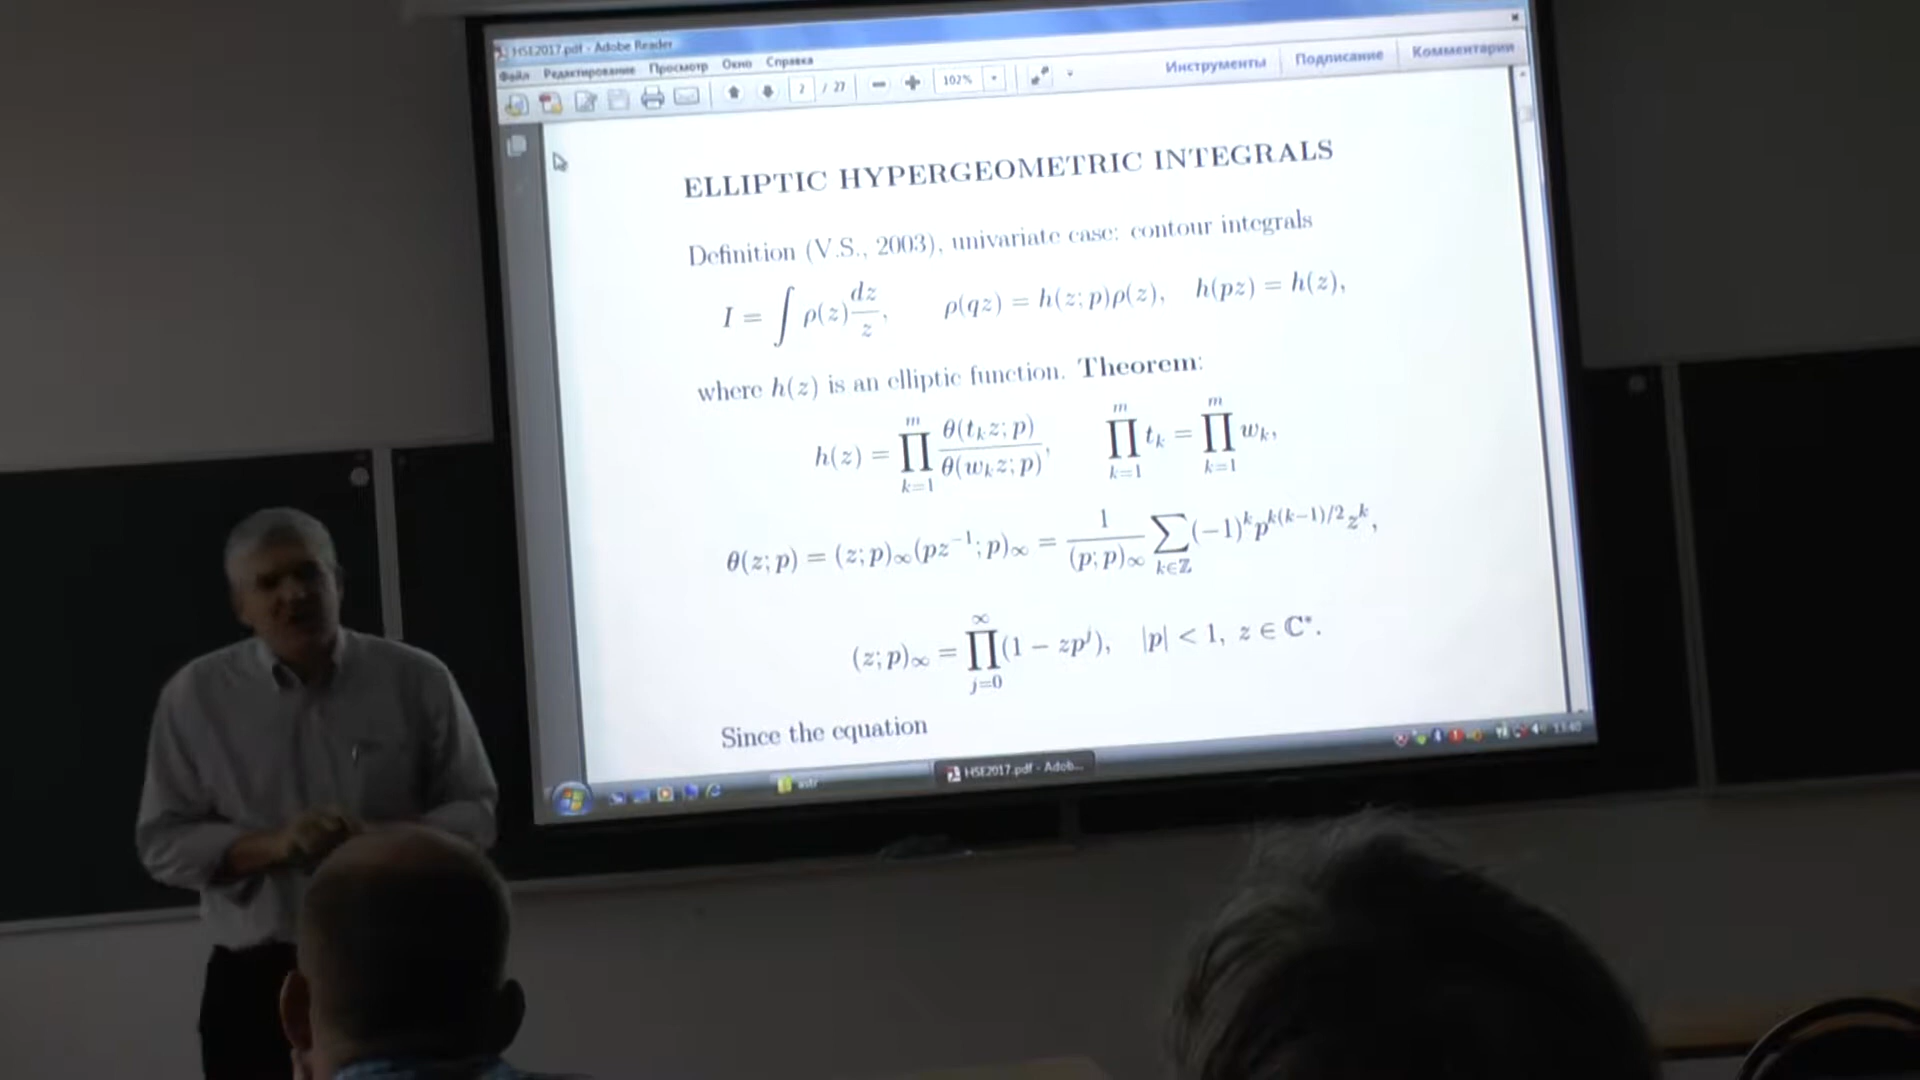 HSE2017.pdf - Adobe Reader
Файл Редактирование Просмотр Окно Справка
2 / 27 102% Инструменты Подписание Комментарии
ELLIPTIC HYPERGEOMETRIC INTEGRALS
Definition (V.S., 2003), univariate case: contour integrals
I = ∫ ρ(z) dz/z, ρ(qz) = h(z; p)ρ(z), h(pz) = h(z),
where h(z) is an elliptic function. Theorem:
h(z) = ∏_{k=1}^{m} θ(t_k z; p)/θ(w_k z; p), ∏_{k=1}^{m} t_k = ∏_{k=1}^{m} w_k,
θ(z; p) = (z; p)_∞ (pz^{-1}; p)_∞ = 1/(p; p)_∞ ∑_{k∈ℤ} (−1)^k p^{k(k−1)/2} z^k,
(z; p)_∞ = ∏_{j=0}^{∞} (1 − zp^j), |p| < 1, z ∈ ℂ*.
Since the equation
HSE2017.pdf - Adob...